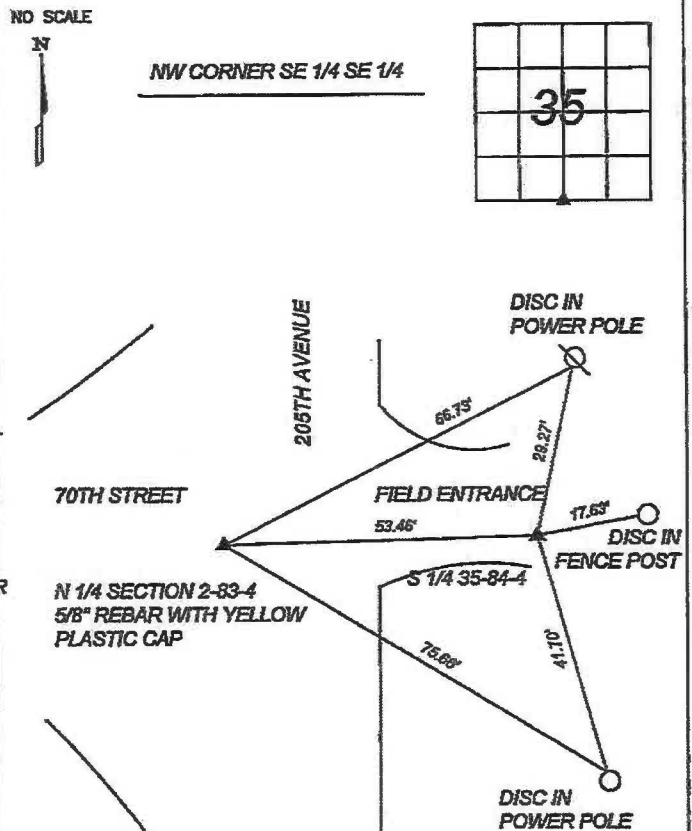 NO SCALE
N
NW CORNER SE 1/4 SE 1/4
35
DISC IN
POWER POLE
205TH AVENUE
66.73'
29.27'
70TH STREET
FIELD ENTRANCE
53.46'
17.63'
DISC IN
FENCE POST
S 1/4 35-84-4
R
N 1/4 SECTION 2-83-4
5/8" REBAR WITH YELLOW
PLASTIC CAP
75.66'
41.70'
DISC IN
POWER POLE